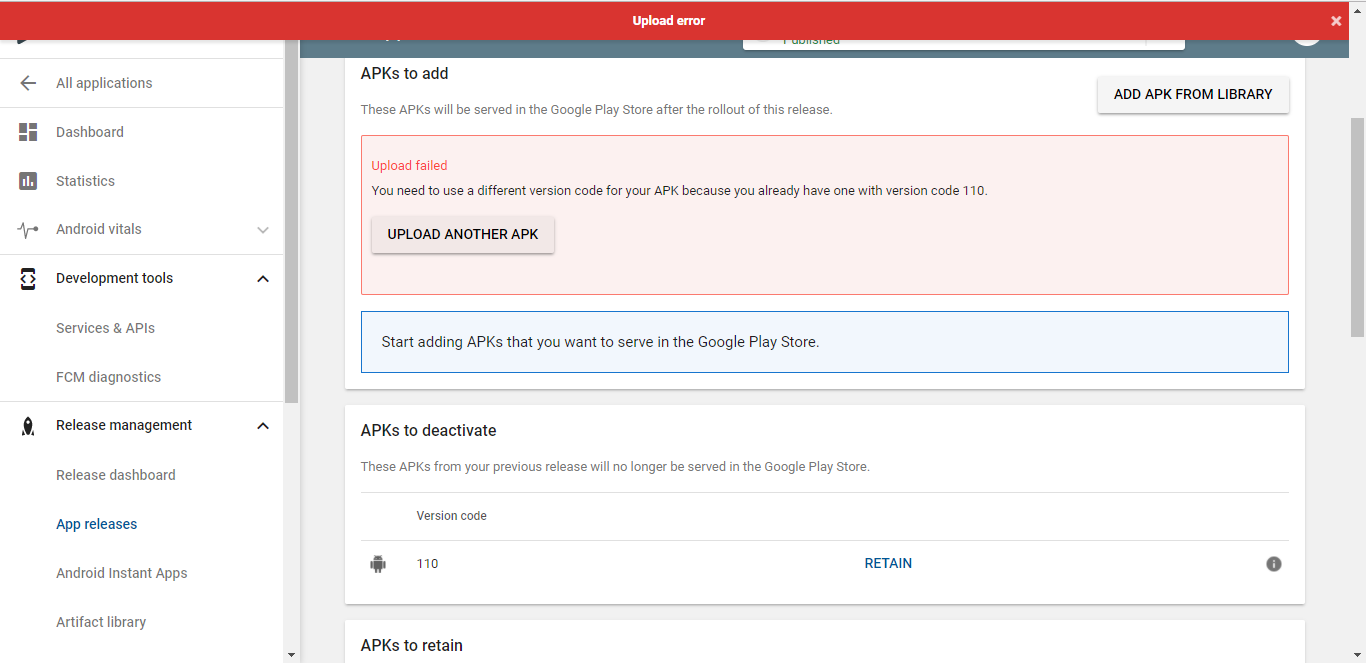 Upload error
Published
All applications
Dashboard
Statistics
Android vitals
Development tools
Services & APIs
FCM diagnostics
Release management
Release dashboard
App releases
Android Instant Apps
Artifact library
APKs to add
These APKs will be served in the Google Play Store after the rollout of this release.
ADD APK FROM LIBRARY
Upload failed
You need to use a different version code for your APK because you already have one with version code 110.
UPLOAD ANOTHER APK
Start adding APKs that you want to serve in the Google Play Store.
APKs to deactivate
These APKs from your previous release will no longer be served in the Google Play Store.
Version code
110 RETAIN
APKs to retain